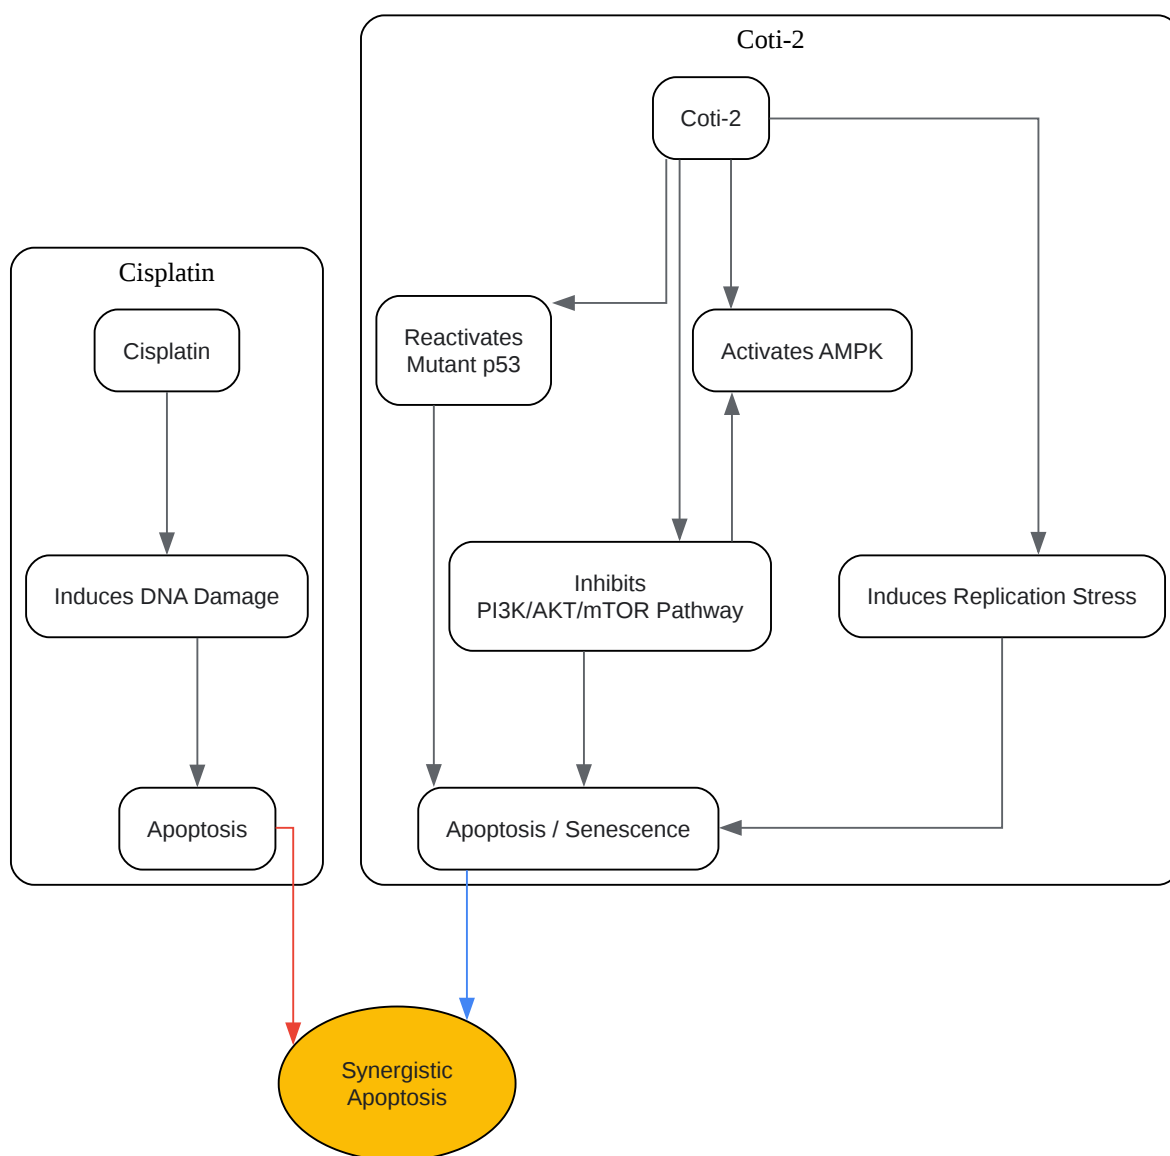 Coti-2
Coti-2
Cisplatin
Cisplatin
Reactivates
Mutant p53
Activates AMPK
Induces DNA Damage
Inhibits
PI3K/AKT/mTOR Pathway
Induces Replication Stress
Apoptosis
Apoptosis / Senescence
Synergistic
Apoptosis